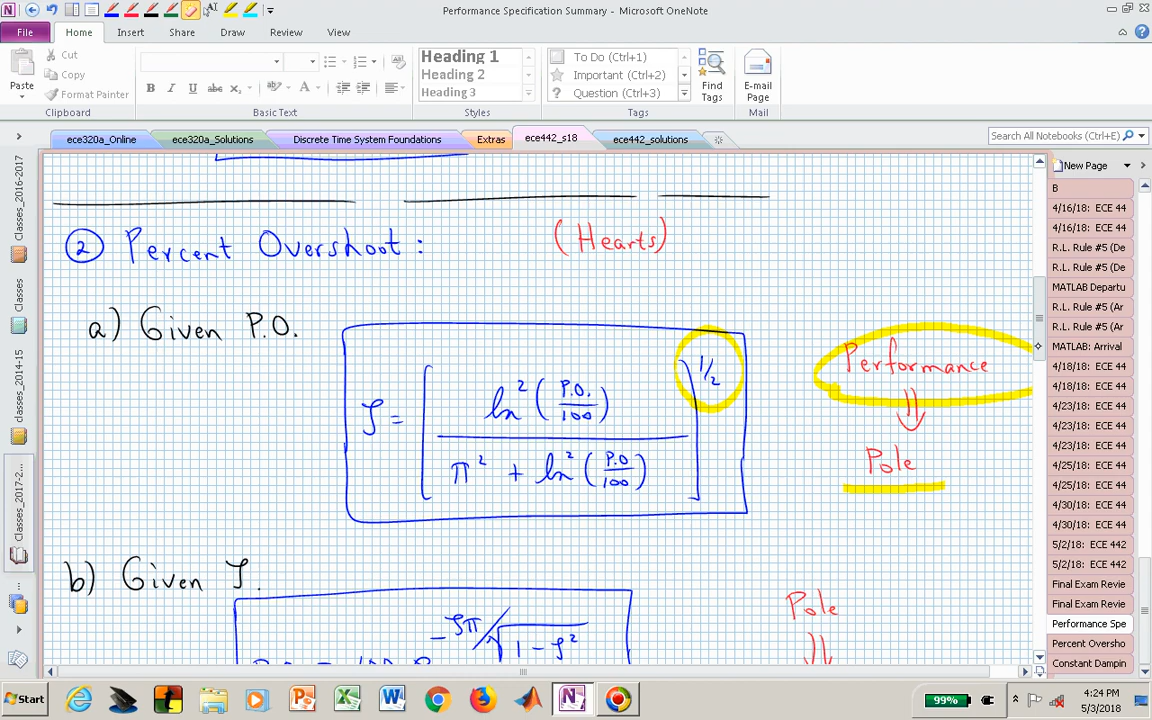 Performance Specification Summary - Microsoft OneNote
File Home Insert Share Draw Review View
Paste
Cut
Copy
Format Painter
Clipboard
B I U abc X₂ A
Basic Text
Heading 1
Heading 2
Heading 3
Styles
To Do (Ctrl+1)
Important (Ctrl+2)
Question (Ctrl+3)
Tags
Find Tags
E-mail Page
Mail
ece320a_Online ece320a_Solutions Discrete Time System Foundations Extras ece442_s18 ece442_solutions
Search All Notebooks (Ctrl+E)
Classes_2016-2017
Classes
Classes_2014-15
Classes_2017-2...
② Percent Overshoot : (Hearts)
a) Given P.O.
ζ = [ ln² (P.O./100) / π² + ln² (P.O/100) ]^1/2
Performance
⇓
Pole
b) Given ζ.
-ζπ/√1-ζ²
Pole
New Page
B
4/16/18: ECE 44
4/16/18: ECE 44
R.L. Rule #5 (De
R.L. Rule #5 (De
MATLAB Departu
R.L. Rule #5 (Ar
R.L. Rule #5 (Ar
MATLAB: Arrival
4/18/18: ECE 44
4/18/18: ECE 44
4/23/18: ECE 44
4/23/18: ECE 44
4/23/18: ECE 44
4/25/18: ECE 44
4/25/18: ECE 44
4/30/18: ECE 44
4/30/18: ECE 44
5/2/18: ECE 442
5/2/18: ECE 442
Final Exam Revie
Final Exam Revie
Performance Spe
Percent Oversho
Constant Dampin
Start
99%
4:24 PM
5/3/2018